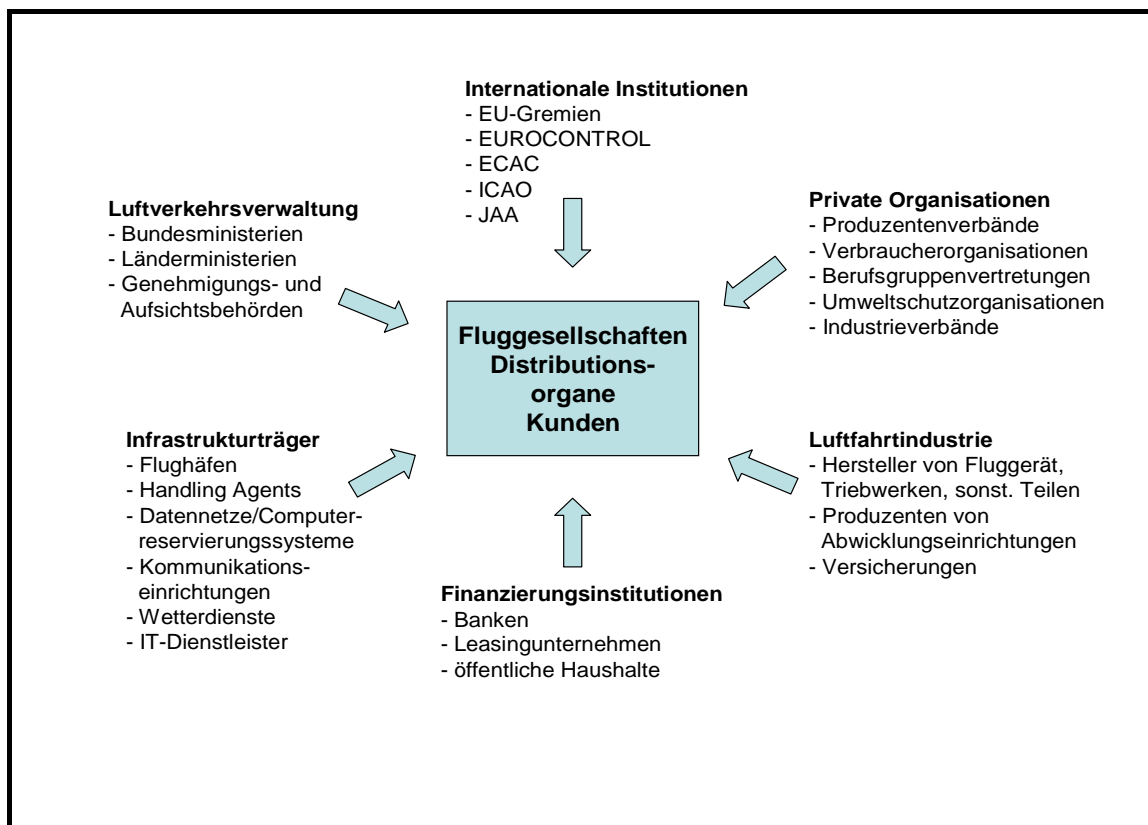 Internationale Institutionen
- EU-Gremien
- EUROCONTROL
- ECAC
- ICAO
- JAA
Luftverkehrsverwaltung
- Bundesministerien
- Länderministerien
- Genehmigungs- und
Aufsichtsbehörden
Private Organisationen
- Produzentenverbände
- Verbraucherorganisationen
- Berufsgruppenvertretungen
- Umweltschutzorganisationen
- Industrieverbände
Fluggesellschaften
Distributions-
organe
Kunden
Infrastrukturträger
- Flughäfen
- Handling Agents
- Datennetze/Computer-
reservierungssysteme
- Kommunikations-
einrichtungen
- Wetterdienste
- IT-Dienstleister
Finanzierungsinstitutionen
- Banken
- Leasingunternehmen
- öffentliche Haushalte
Luftfahrtindustrie
- Hersteller von Fluggerät,
Triebwerken, sonst. Teilen
- Produzenten von
Abwicklungseinrichtungen
- Versicherungen